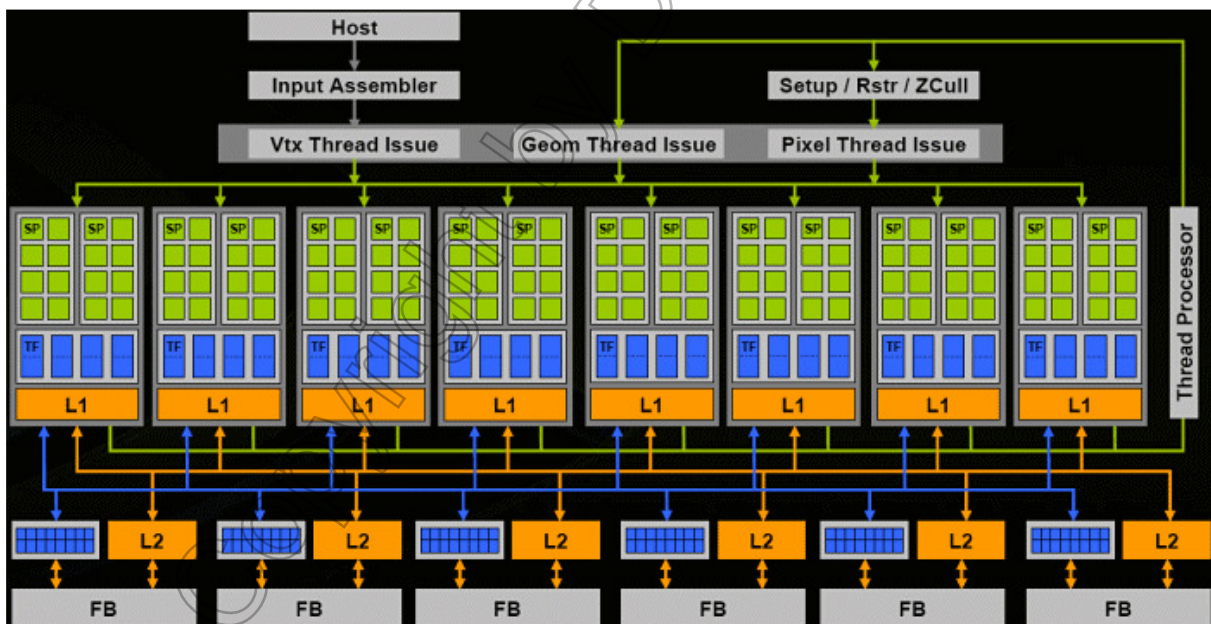 Host
Input Assembler
Setup / Rstr / ZCull
Vtx Thread Issue
Geom Thread Issue
Pixel Thread Issue
SP SP SP SP SP SP SP SP SP SP SP SP SP SP SP SP
TF TF TF TF TF TF TF TF
L1 L1 L1 L1 L1 L1 L1 L1
Thread Processor
L2 L2 L2 L2 L2 L2
FB FB FB FB FB FB
Copyright by